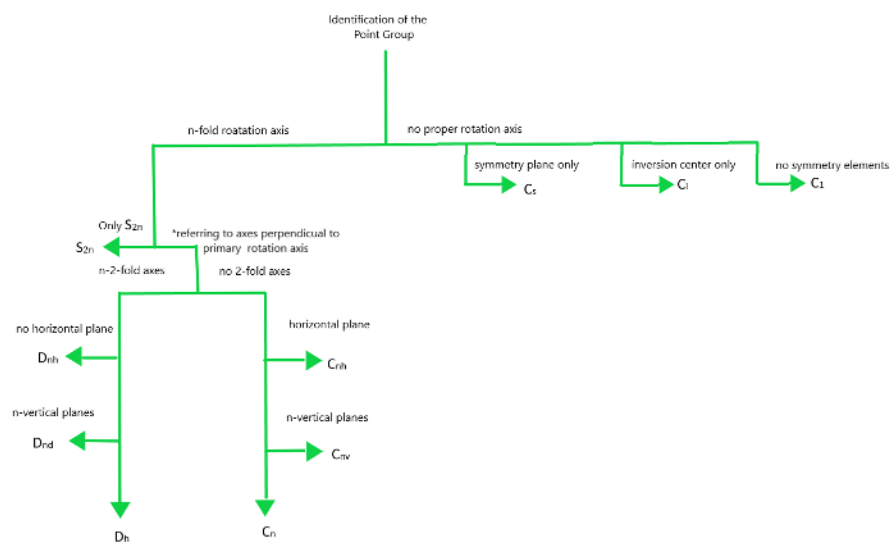 Identification of the
Point Group
n-fold roatation axis
no proper rotation axis
symmetry plane only
inversion center only
no symmetry elements
Cs
Ci
C1
Only S2n
*referring to axes perpendicual to
primary rotation axis
S2n
n-2-fold axes
no 2-fold axes
no horizontal plane
horizontal plane
Dnh
Cnh
n-vertical planes
n-vertical planes
Dnd
Cnv
Dh
Cn